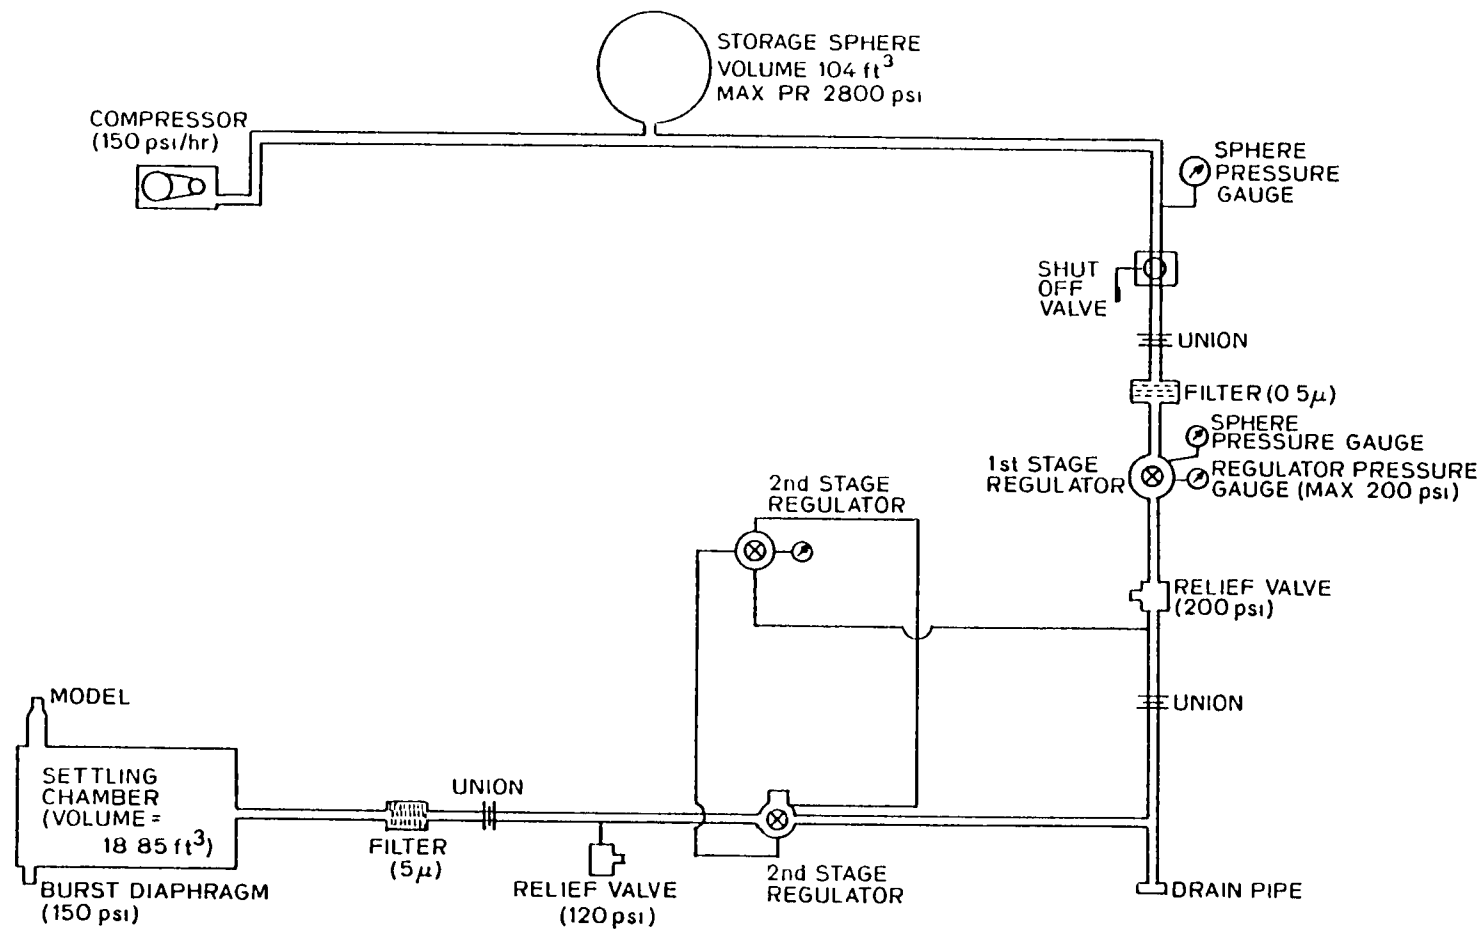 STORAGE SPHERE
VOLUME 104 ft³
MAX PR 2800 psi
COMPRESSOR
(150 psi/hr)
SPHERE
PRESSURE
GAUGE
SHUT
OFF
VALVE
UNION
FILTER (0 5μ)
SPHERE
PRESSURE GAUGE
1st STAGE
REGULATOR
REGULATOR PRESSURE
GAUGE (MAX 200 psi)
2nd STAGE
REGULATOR
RELIEF VALVE
(200 psi)
UNION
MODEL
SETTLING
CHAMBER
(VOLUME =
18 85 ft³)
UNION
FILTER
(5μ)
BURST DIAPHRAGM
(150 psi)
RELIEF VALVE
(120 psi)
2nd STAGE
REGULATOR
DRAIN PIPE